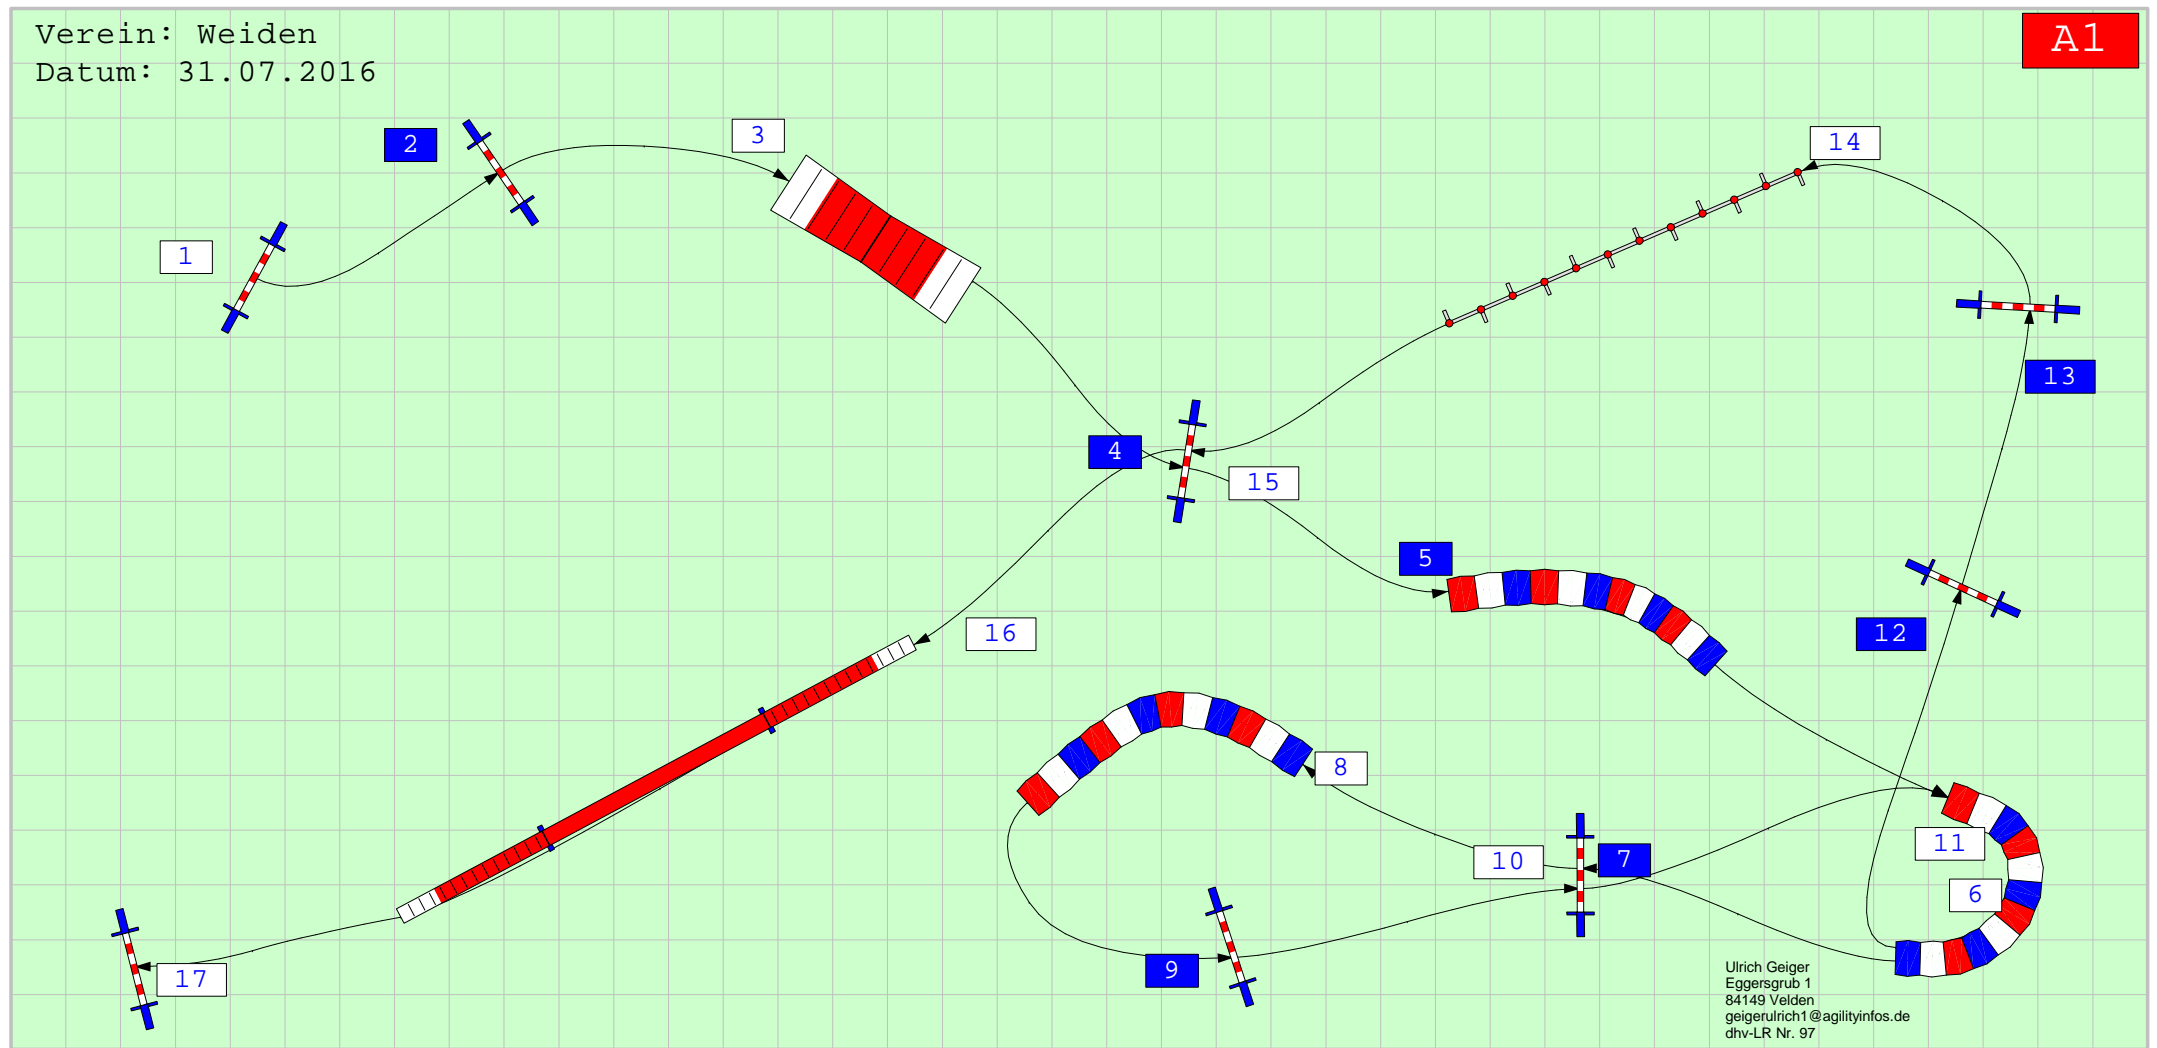 Verein: Weiden
Datum: 31.07.2016
A1
1
2
3
14
13
4
15
5
16
12
8
10
7
11
6
9
17
Ulrich Geiger
Eggersgrub 1
84149 Velden
geigerulrich1@agilityinfos.de
dhv-LR Nr. 97